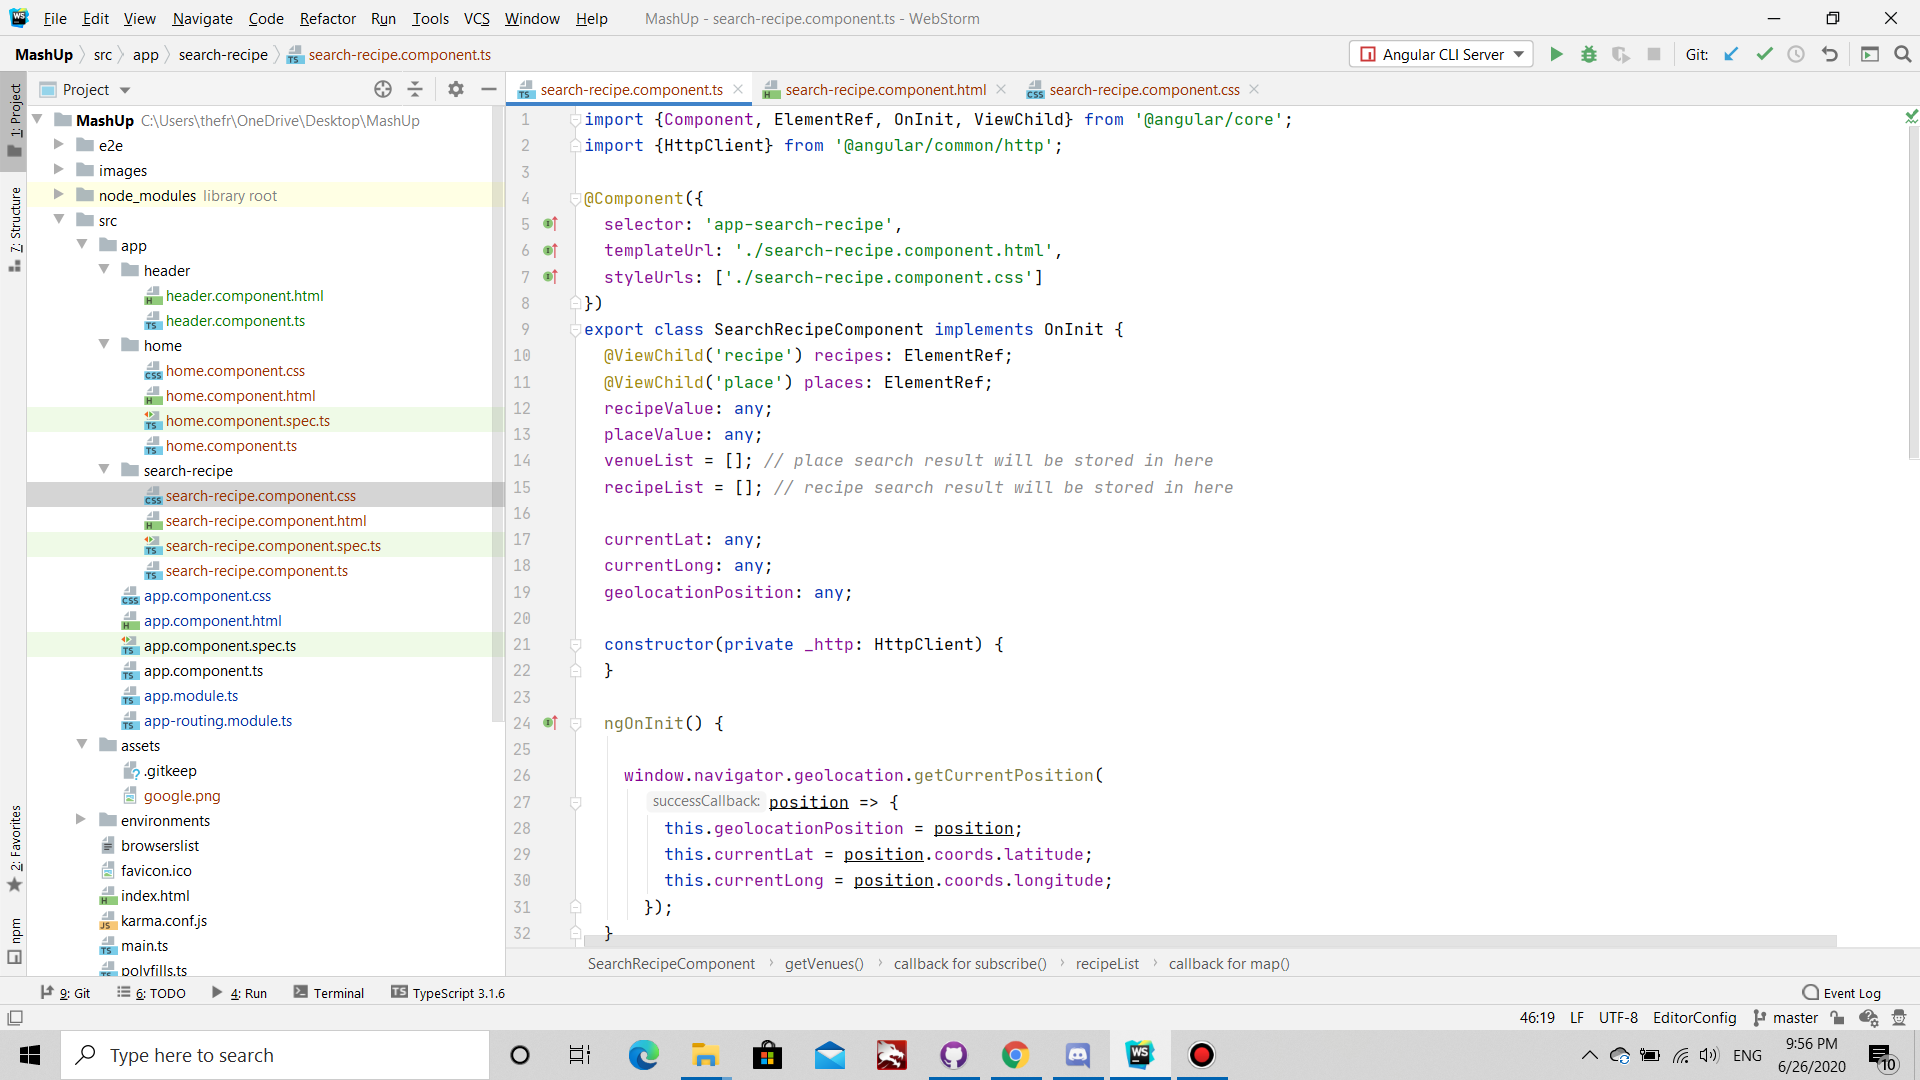 File Edit View Navigate Code Refactor Run Tools VCS Window Help MashUp - search-recipe.component.ts - WebStorm
MashUp src app search-recipe search-recipe.component.ts Angular CLI Server Git:
Project
search-recipe.component.ts search-recipe.component.html search-recipe.component.css
1: Project
7: Structure
2: Favorites
npm
MashUp C:\Users\thefr\OneDrive\Desktop\MashUp
e2e
images
node_modules library root
src
app
header
header.component.html
header.component.ts
home
home.component.css
home.component.html
home.component.spec.ts
home.component.ts
search-recipe
search-recipe.component.css
search-recipe.component.html
search-recipe.component.spec.ts
search-recipe.component.ts
app.component.css
app.component.html
app.component.spec.ts
app.component.ts
app.module.ts
app-routing.module.ts
assets
.gitkeep
google.png
environments
browserslist
favicon.ico
index.html
karma.conf.js
main.ts
polyfills.ts
1 import {Component, ElementRef, OnInit, ViewChild} from '@angular/core';
2 import {HttpClient} from '@angular/common/http';
3
4 @Component({
5 selector: 'app-search-recipe',
6 templateUrl: './search-recipe.component.html',
7 styleUrls: ['./search-recipe.component.css']
8 })
9 export class SearchRecipeComponent implements OnInit {
10 @ViewChild('recipe') recipes: ElementRef;
11 @ViewChild('place') places: ElementRef;
12 recipeValue: any;
13 placeValue: any;
14 venueList = []; // place search result will be stored in here
15 recipeList = []; // recipe search result will be stored in here
16
17 currentLat: any;
18 currentLong: any;
19 geolocationPosition: any;
20
21 constructor(private _http: HttpClient) {
22 }
23
24 ngOnInit() {
25
26 window.navigator.geolocation.getCurrentPosition(
27 successCallback: position => {
28 this.geolocationPosition = position;
29 this.currentLat = position.coords.latitude;
30 this.currentLong = position.coords.longitude;
31 });
32 }
SearchRecipeComponent getVenues() callback for subscribe() recipeList callback for map()
9: Git 6: TODO 4: Run Terminal TypeScript 3.1.6 Event Log
46:19 LF UTF-8 EditorConfig master
Type here to search
ENG 9:56 PM
6/26/2020
10